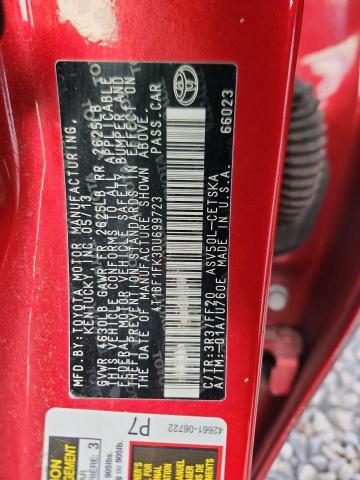 MFD. BY: TOYOTA MOTOR MANUFACTURING,
KENTUCKY, INC. 05/13
GVWR 4630LB GAWR FR 2625LB RR 2625LB
THIS VEHICLE CONFORMS TO ALL APPLICABLE
FEDERAL MOTOR VEHICLE SAFETY, BUMPER, AND
THEFT PREVENTION STANDARDS IN EFFECT ON
THE DATE OF MANUFACTURE SHOWN ABOVE.
4T1BF1FK3DU699723 PASS.CAR
C/TR: 3R3/FF20 ASV50L-CETSKA
A/TM: -01A/U760E MADE IN U.S.A.
66023
TOYOTA
42661-06722
P7